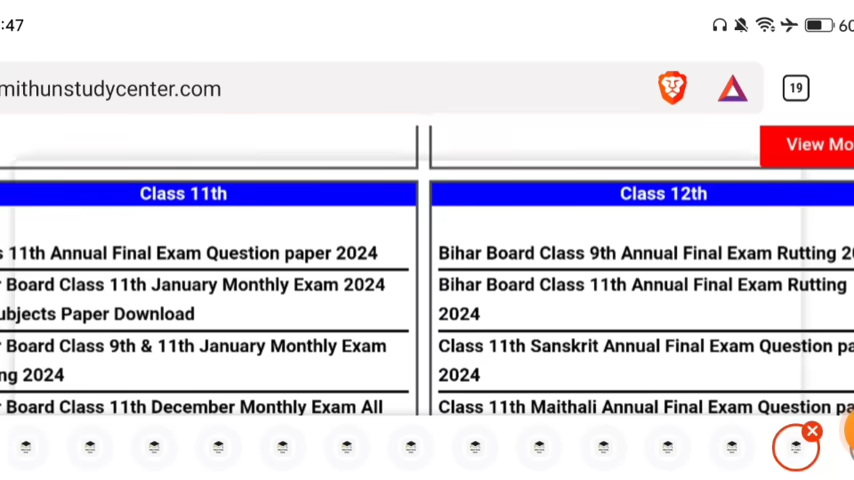 :47
60
mithunstudycenter.com
19
View Mo
Class 11th
s 11th Annual Final Exam Question paper 2024
r Board Class 11th January Monthly Exam 2024
ubjects Paper Download
r Board Class 9th & 11th January Monthly Exam
ng 2024
r Board Class 11th December Monthly Exam All
Class 12th
Bihar Board Class 9th Annual Final Exam Rutting 20
Bihar Board Class 11th Annual Final Exam Rutting
2024
Class 11th Sanskrit Annual Final Exam Question pa
2024
Class 11th Maithali Annual Final Exam Question pa